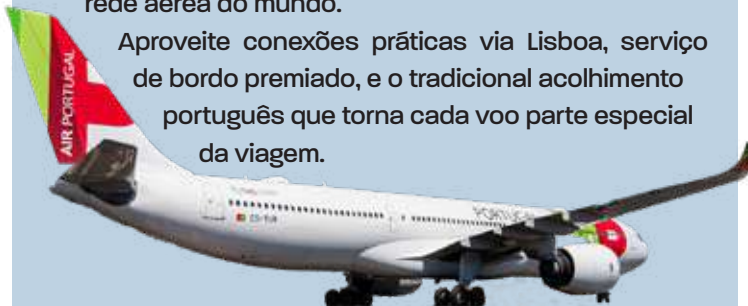 rede aérea do mundo.
Aproveite conexões práticas via Lisboa, serviço
de bordo premiado, e o tradicional acolhimento
português que torna cada voo parte especial
da viagem.
AIR PORTUGAL
PORTUGAL